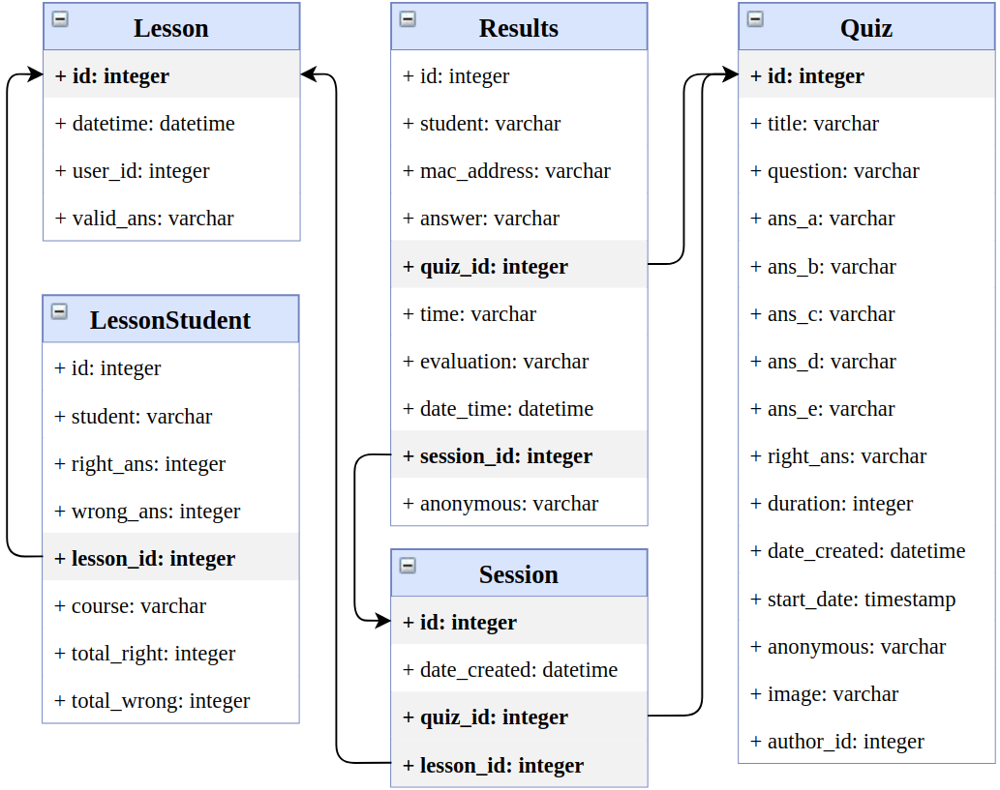 Lesson
+ id: integer
+ datetime: datetime
+ user_id: integer
+ valid_ans: varchar
LessonStudent
+ id: integer
+ student: varchar
+ right_ans: integer
+ wrong_ans: integer
+ lesson_id: integer
+ course: varchar
+ total_right: integer
+ total_wrong: integer
Results
+ id: integer
+ student: varchar
+ mac_address: varchar
+ answer: varchar
+ quiz_id: integer
+ time: varchar
+ evaluation: varchar
+ date_time: datetime
+ session_id: integer
+ anonymous: varchar
Session
+ id: integer
+ date_created: datetime
+ quiz_id: integer
+ lesson_id: integer
Quiz
+ id: integer
+ title: varchar
+ question: varchar
+ ans_a: varchar
+ ans_b: varchar
+ ans_c: varchar
+ ans_d: varchar
+ ans_e: varchar
+ right_ans: varchar
+ duration: integer
+ date_created: datetime
+ start_date: timestamp
+ anonymous: varchar
+ image: varchar
+ author_id: integer